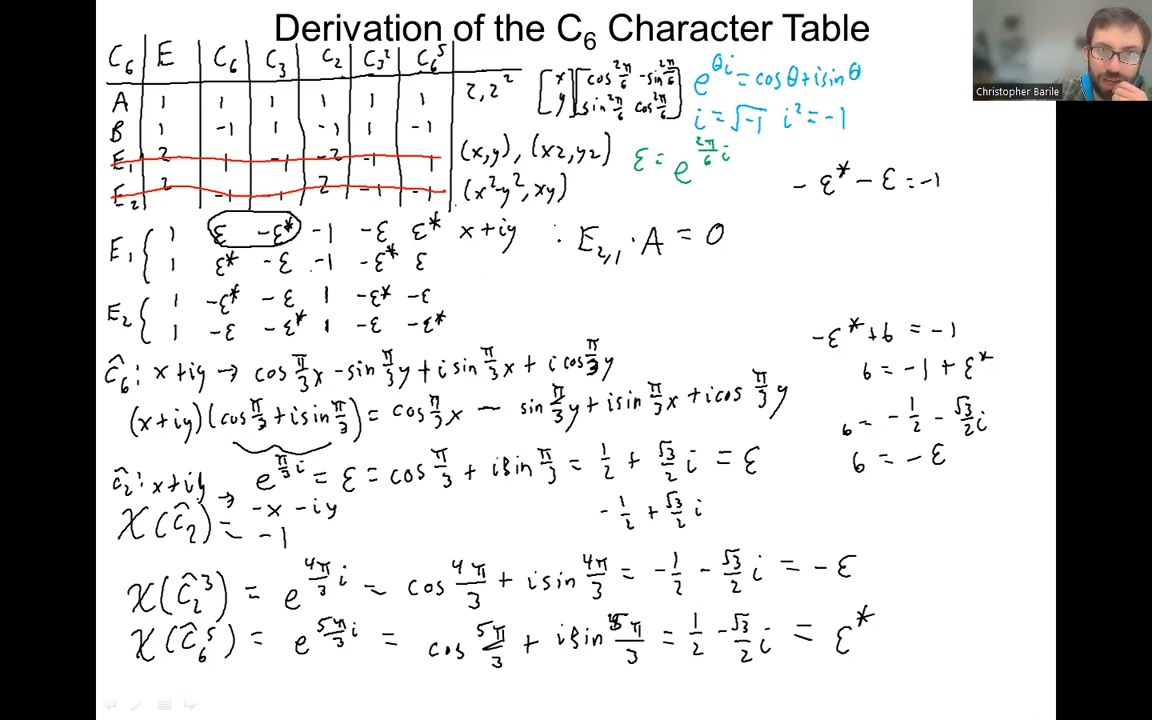 Derivation of the C₆ Character Table
Christopher Barile
C₆ | E | C₆ | C₃ | C₂ | C₃² | C₆⁵
A | 1 | 1 | 1 | 1 | 1 | 1 | z, z²
B | 1 | -1 | 1 | -1 | 1 | -1
E₁ | 2 | 1 | -1 | -2 | -1 | 1 | (x,y), (xz,yz)
E₂ | 2 | -1 | -1 | 2 | -1 | -1 | (x²-y², xy)
[x y] [cos 2π/6 -sin 2π/6
sin 2π/6 cos 2π/6]
e^θi = cosθ + i sinθ
i = √-1 i² = -1
ε = e^(2π/6 i)
-ε* - ε = -1
E₁ { 1 ε -ε* -1 -ε ε* x+iy
1 ε* -ε -1 -ε* ε
: E₂,₁ · A = 0
E₂ { 1 -ε* -ε 1 -ε* -ε
1 -ε -ε* 1 -ε -ε*
Ĉ₆: x+iy → cos π/3 x - sin π/3 y + i sin π/3 x + i cos π/3 y
(x+iy)(cos π/3 + i sin π/3) = cos π/3 x - sin π/3 y + i sin π/3 x + i cos π/3 y
e^(π/3 i) = ε = cos π/3 + i sin π/3 = 1/2 + √3/2 i = ε
Ĉ₂: x+iy
→ -x - iy
χ(Ĉ₂) = -1
-1/2 + √3/2 i
-ε* + 6 = -1
6 = -1 + ε*
6 = -1/2 - √3/2 i
6 = -ε
χ(Ĉ₂³) = e^(4π/3 i) = cos 4π/3 + i sin 4π/3 = -1/2 - √3/2 i = -ε
χ(Ĉ₆⁵) = e^(5π/3 i) = cos 5π/3 + i sin 5π/3 = 1/2 - √3/2 i = ε*